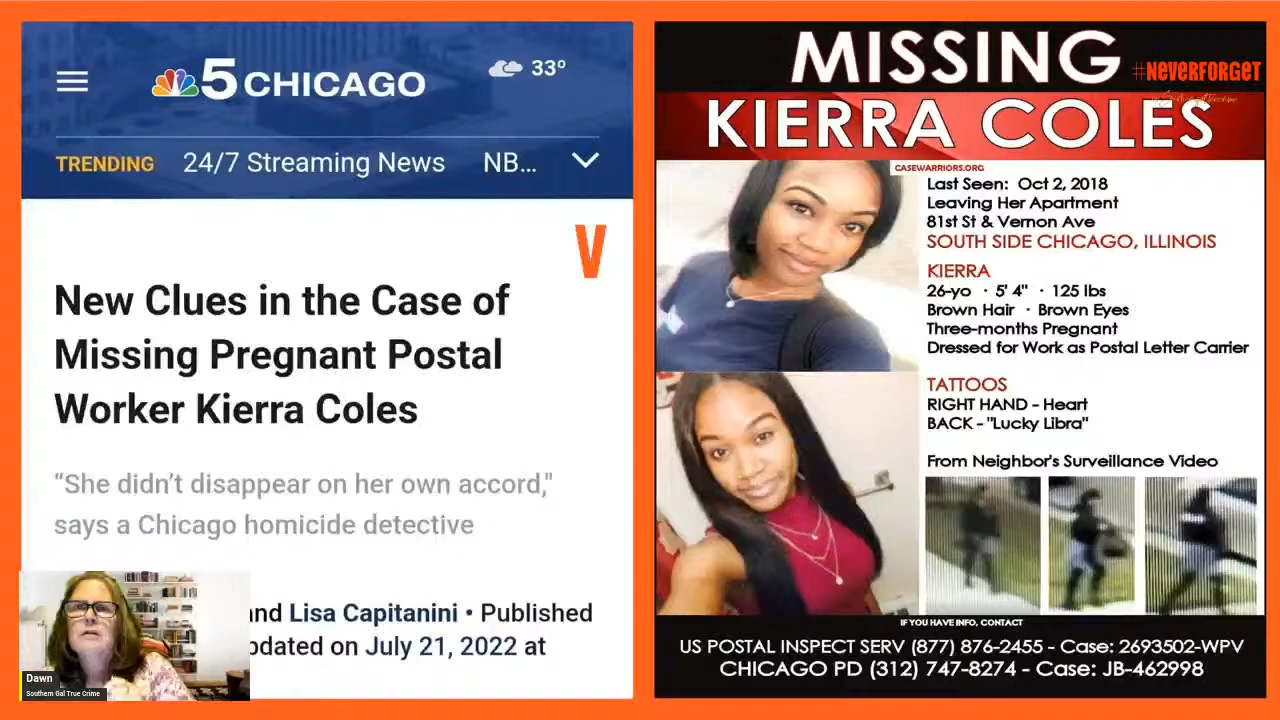 5 CHICAGO
33°
TRENDING 24/7 Streaming News NB...
V
New Clues in the Case of
Missing Pregnant Postal
Worker Kierra Coles
“She didn’t disappear on her own accord,"
says a Chicago homicide detective
and Lisa Capitanini • Published
pdated on July 21, 2022 at
Dawn
Southern Gal True Crime
MISSING
#NEVERFORGET
KIERRA COLES
CASEWARRIORS.ORG
Last Seen: Oct 2, 2018
Leaving Her Apartment
81st St & Vernon Ave
SOUTH SIDE CHICAGO, ILLINOIS
KIERRA
26-yo · 5' 4" · 125 lbs
Brown Hair · Brown Eyes
Three-months Pregnant
Dressed for Work as Postal Letter Carrier
TATTOOS
RIGHT HAND - Heart
BACK - "Lucky Libra"
From Neighbor's Surveillance Video
IF YOU HAVE INFO, CONTACT
US POSTAL INSPECT SERV (877) 876-2455 - Case: 2693502-WPV
CHICAGO PD (312) 747-8274 - Case: JB-462998